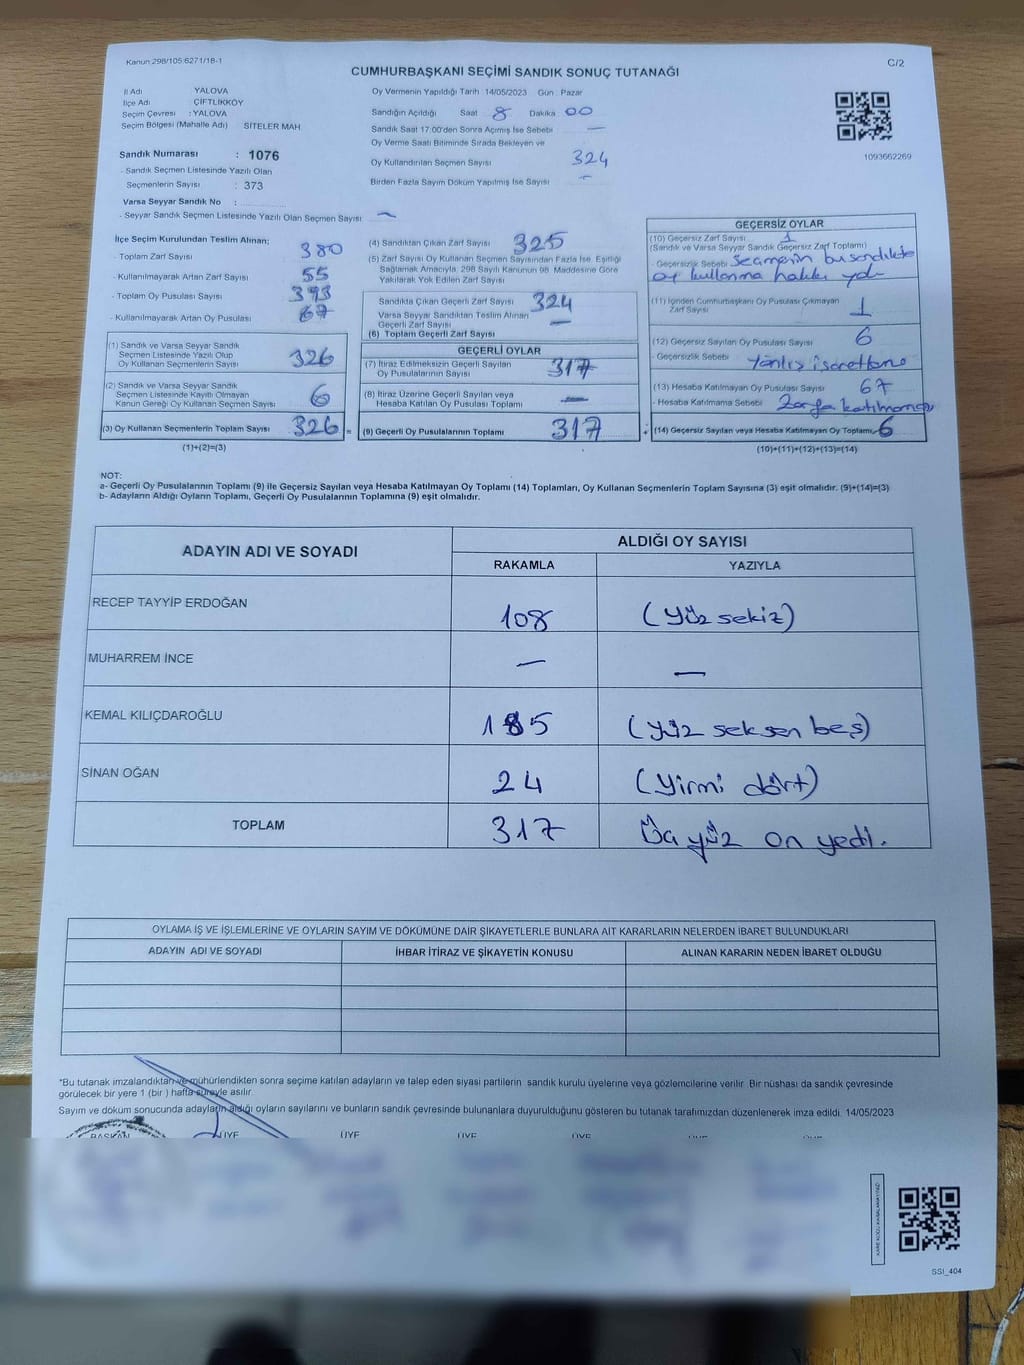 Kanun 298/105 6271/18-1
C/2
CUMHURBAŞKANI SEÇİMİ SANDIK SONUÇ TUTANAĞI
İl Adı YALOVA
İlçe Adı ÇİFTLİKKÖY
Seçim Çevresi : YALOVA
Seçim Bölgesi (Mahalle Adı) SİTELER MAH
Sandık Numarası : 1076
- Sandık Seçmen Listesinde Yazılı Olan
Seçmenlerin Sayısı : 373
Varsa Seyyar Sandık No :
- Seyyar Sandık Seçmen Listesinde Yazılı Olan Seçmen Sayısı : —
Oy Vermenin Yapıldığı Tarih 14/05/2023 Gün : Pazar
Sandığın Açıldığı Saat 8 Dakika 00
Sandık Saat 17:00'den Sonra Açmış İse Sebebi —
Oy Verme Saati Bitiminde Sırada Bekleyen ve
Oy Kullandırılan Seçmen Sayısı 324
Birden Fazla Sayım Döküm Yapılmış İse Sayısı —
1093662269
İlçe Seçim Kurulundan Teslim Alınan;
- Toplam Zarf Sayısı 380
- Kullanılmayarak Artan Zarf Sayısı 55
- Toplam Oy Pusulası Sayısı 393
- Kullanılmayarak Artan Oy Pusulası 67
(1) Sandık ve Varsa Seyyar Sandık
Seçmen Listesinde Yazılı Olup
Oy Kullanan Seçmenlerin Sayısı 326
(2) Sandık ve Varsa Seyyar Sandık
Seçmen Listesinde Kayıtlı Olmayan
Kanun Gereği Oy Kullanan Seçmen Sayısı 6
(3) Oy Kullanan Seçmenlerin Toplam Sayısı 326 =
(1)+(2)=(3)
(4) Sandıktan Çıkan Zarf Sayısı 325
(5) Zarf Sayısı Oy Kullanan Seçmen Sayısından Fazla İse, Eşitliği
Sağlamak Amacıyla, 298 Sayılı Kanunun 98. Maddesine Göre
Yakılarak Yok Edilen Zarf Sayısı
Sandıkta Çıkan Geçerli Zarf Sayısı 324
Varsa Seyyar Sandıktan Teslim Alınan
Geçerli Zarf Sayısı —
(6) Toplam Geçerli Zarf Sayısı
GEÇERLİ OYLAR
(7) İtiraz Edilmeksizin Geçerli Sayılan
Oy Pusulalarının Sayısı 317
(8) İtiraz Üzerine Geçerli Sayılan veya
Hesaba Katılan Oy Pusulası Toplamı —
(9) Geçerli Oy Pusulalarının Toplamı 317 +
GEÇERSİZ OYLAR
(10) Geçersiz Zarf Sayısı 1
(Sandık ve Varsa Seyyar Sandık Geçersiz Zarf Toplamı)
- Geçersizlik Sebebi Seçmenin bu sandıkta
oy kullanma hakkı yok
(11) İçinden Cumhurbaşkanı Oy Pusulası Çıkmayan
Zarf Sayısı 1
(12) Geçersiz Sayılan Oy Pusulası Sayısı 6
- Geçersizlik Sebebi Yanlış işaretleme
(13) Hesaba Katılmayan Oy Pusulası Sayısı 67
- Hesaba Katılmama Sebebi Zarfa katılmamış
(14) Geçersiz Sayılan veya Hesaba Katılmayan Oy Toplamı 6
(10)+(11)+(12)+(13)=(14)
NOT:
a- Geçerli Oy Pusulalarının Toplamı (9) ile Geçersiz Sayılan veya Hesaba Katılmayan Oy Toplamı (14) Toplamları, Oy Kullanan Seçmenlerin Toplam Sayısına (3) eşit olmalıdır. (9)+(14)=(3)
b- Adayların Aldığı Oyların Toplamı, Geçerli Oy Pusulalarının Toplamına (9) eşit olmalıdır.
ADAYIN ADI VE SOYADI ALDIĞI OY SAYISI
RAKAMLA YAZIYLA
RECEP TAYYİP ERDOĞAN 108 (Yüz sekiz)
MUHARREM İNCE — —
KEMAL KILIÇDAROĞLU 185 (yüz seksen beş)
SİNAN OĞAN 24 (Yirmi dört)
TOPLAM 317 Üç yüz on yedi.
OYLAMA İŞ VE İŞLEMLERİNE VE OYLARIN SAYIM VE DÖKÜMÜNE DAİR ŞİKAYETLERLE BUNLARA AİT KARARLARIN NELERDEN İBARET BULUNDUKLARI
ADAYIN ADI VE SOYADI İHBAR İTİRAZ VE ŞİKAYETİN KONUSU ALINAN KARARIN NEDEN İBARET OLDUĞU
*Bu tutanak imzalandıktan ve mühürlendikten sonra seçime katılan adayların ve talep eden siyasi partilerin sandık kurulu üyelerine veya gözlemcilerine verilir Bir nüshası da sandık çevresinde
görülecek bir yere 1 (bir ) hafta süreyle asılır.
Sayım ve döküm sonucunda adayların aldığı oyların sayılarını ve bunların sandık çevresinde bulunanlara duyurulduğunu gösteren bu tutanak tarafımızdan düzenlenerek imza edildi. 14/05/2023
BAŞKAN ÜYE ÜYE ÜYE ÜYE
SSİ_404